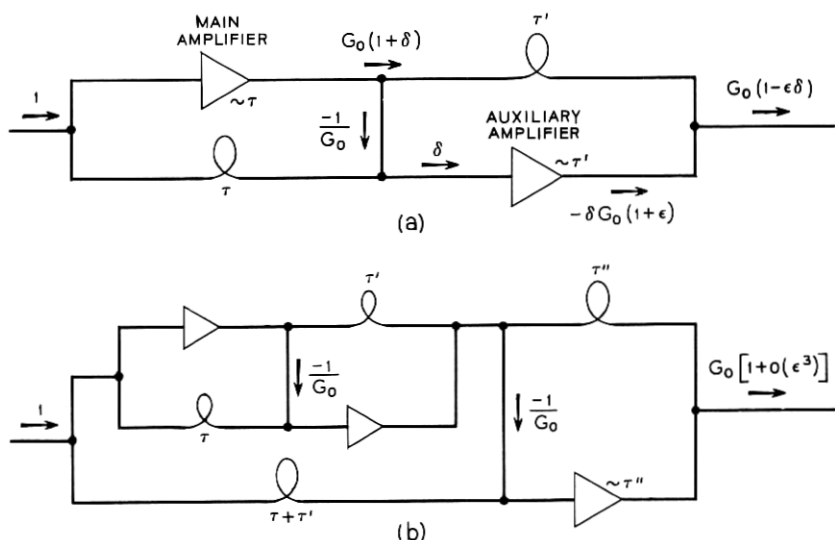 MAIN
AMPLIFIER
1
~τ
G₀(1+δ)
τ'
G₀(1-εδ)
-1/G₀
τ
δ
AUXILIARY
AMPLIFIER
~τ'
-δG₀(1+ε)
(a)
τ'
τ''
1
-1/G₀
τ
-1/G₀
G₀[1+0(ε³)]
τ+τ'
~τ''
(b)